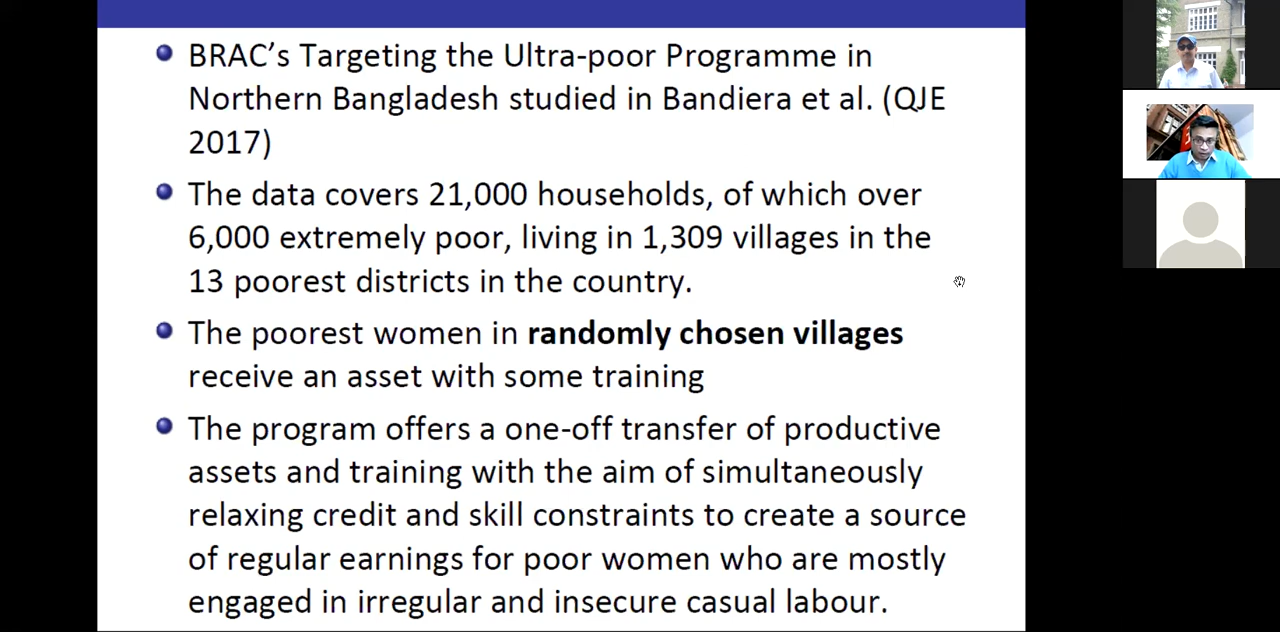 BRAC’s Targeting the Ultra-poor Programme in
Northern Bangladesh studied in Bandiera et al. (QJE
2017)
The data covers 21,000 households, of which over
6,000 extremely poor, living in 1,309 villages in the
13 poorest districts in the country.
The poorest women in randomly chosen villages
receive an asset with some training
The program offers a one-off transfer of productive
assets and training with the aim of simultaneously
relaxing credit and skill constraints to create a source
of regular earnings for poor women who are mostly
engaged in irregular and insecure casual labour.